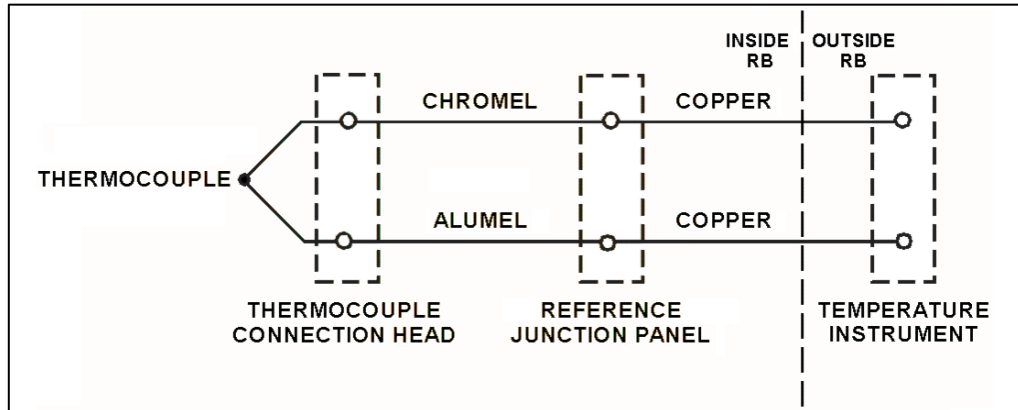 INSIDE
RB
OUTSIDE
RB
CHROMEL
COPPER
THERMOCOUPLE
ALUMEL
COPPER
THERMOCOUPLE
CONNECTION HEAD
REFERENCE
JUNCTION PANEL
TEMPERATURE
INSTRUMENT